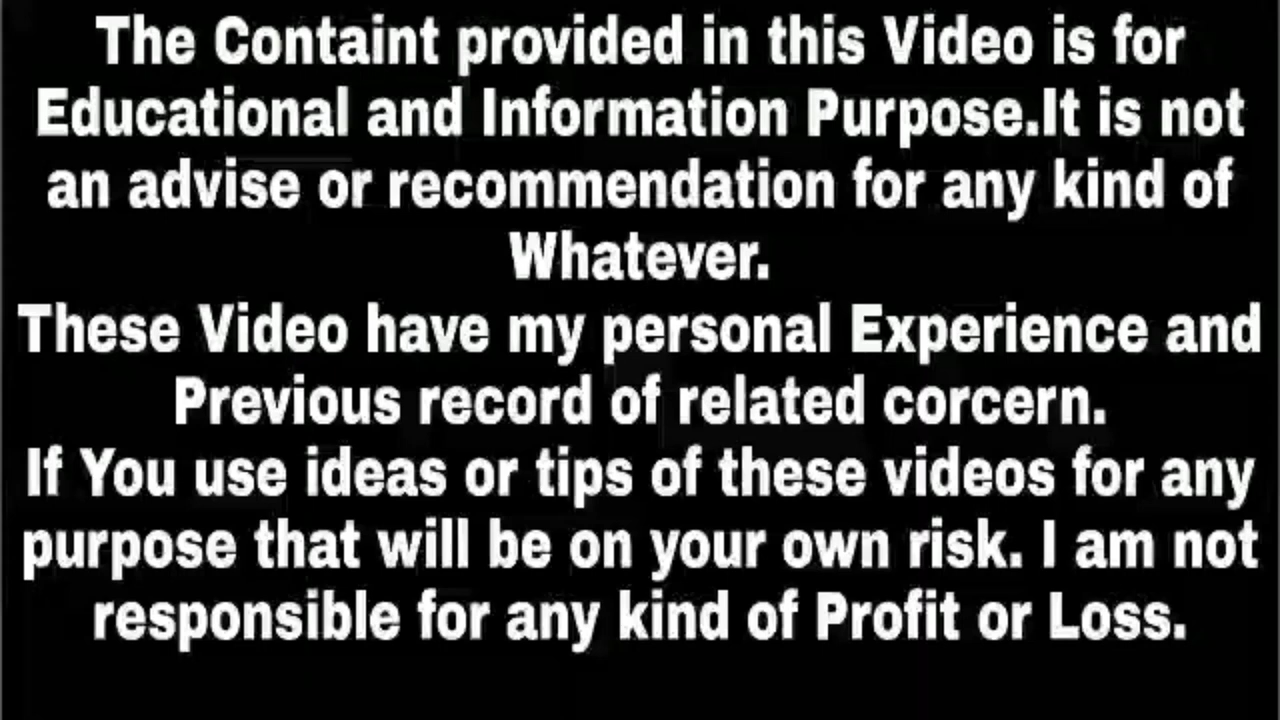 The Containt provided in this Video is for
Educational and Information Purpose.It is not
an advise or recommendation for any kind of
Whatever.
These Video have my personal Experience and
Previous record of related corcern.
If You use ideas or tips of these videos for any
purpose that will be on your own risk. I am not
responsible for any kind of Profit or Loss.